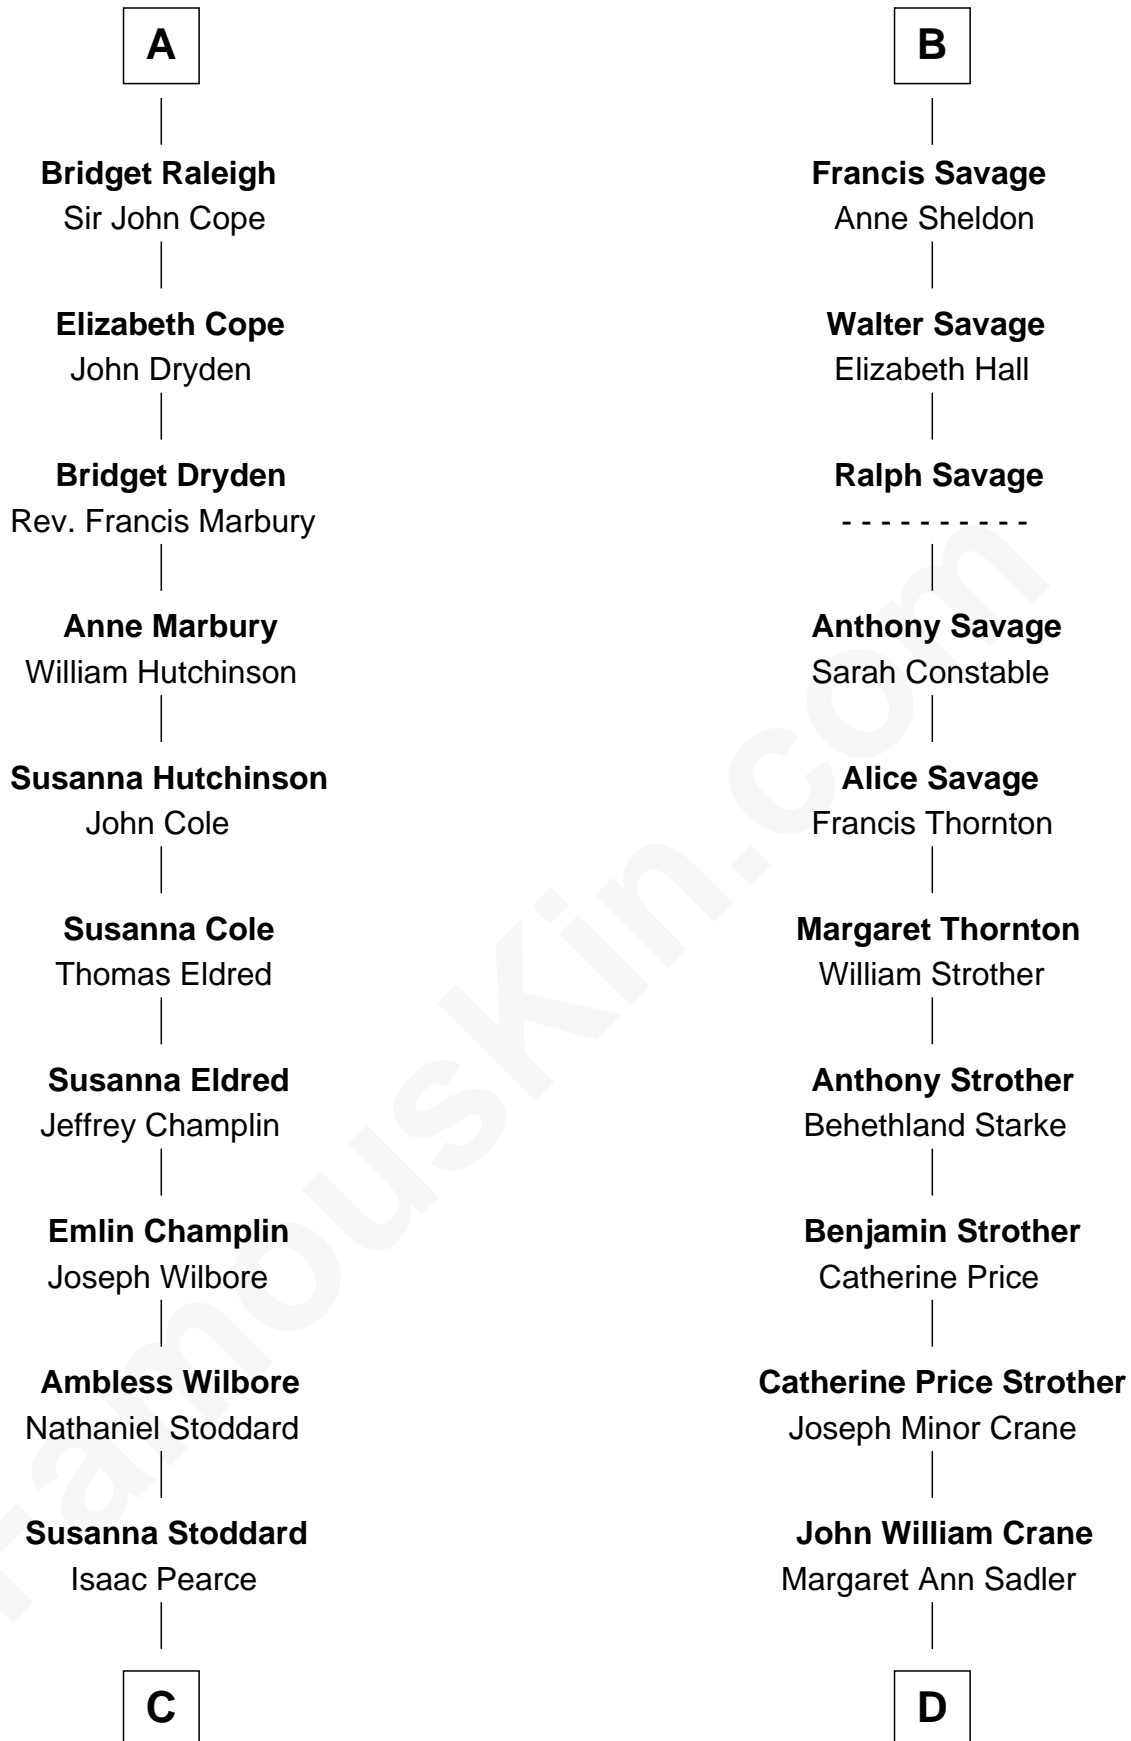 A
Bridget Raleigh
Sir John Cope
Elizabeth Cope
John Dryden
Bridget Dryden
Rev. Francis Marbury
Anne Marbury
William Hutchinson
Susanna Hutchinson
John Cole
Susanna Cole
Thomas Eldred
Susanna Eldred
Jeffrey Champlin
Emlin Champlin
Joseph Wilbore
Ambless Wilbore
Nathaniel Stoddard
Susanna Stoddard
Isaac Pearce
C
B
Francis Savage
Anne Sheldon
Walter Savage
Elizabeth Hall
Ralph Savage
- - - - - - - - - -
Anthony Savage
Sarah Constable
Alice Savage
Francis Thornton
Margaret Thornton
William Strother
Anthony Strother
Behethland Starke
Benjamin Strother
Catherine Price
Catherine Price Strother
Joseph Minor Crane
John William Crane
Margaret Ann Sadler
D
FamousKin.com